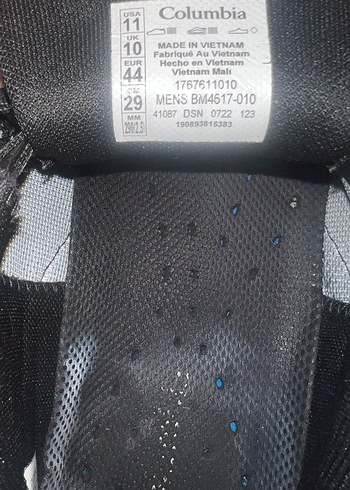 USA
11
UK
10
EUR
44
CM
29
MM
290/2.5
Columbia
MADE IN VIETNAM
Fabriqué Au Vietnam
Hecho en Vietnam
Vietnam Malı
1767611010
MENS BM4617-010
41087 DSN 0722 123
190893815383